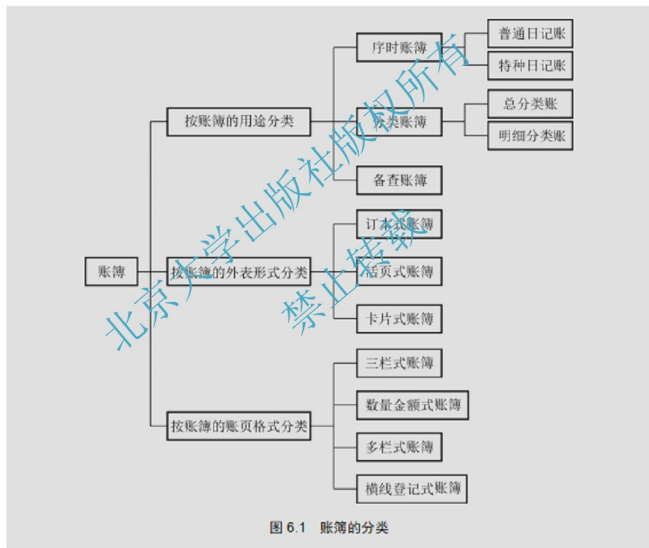 普通日记账
序时账簿
特种日记账
总分类账
按账簿的用途分类
分类账簿
明细分类账
备查账簿
订本式账簿
账簿
按账簿的外表形式分类
活页式账簿
卡片式账簿
三栏式账簿
数量金额式账簿
按账簿的账页格式分类
多栏式账簿
横线登记式账簿
图 6.1 账簿的分类
北京大学出版社版权所有
禁止转载